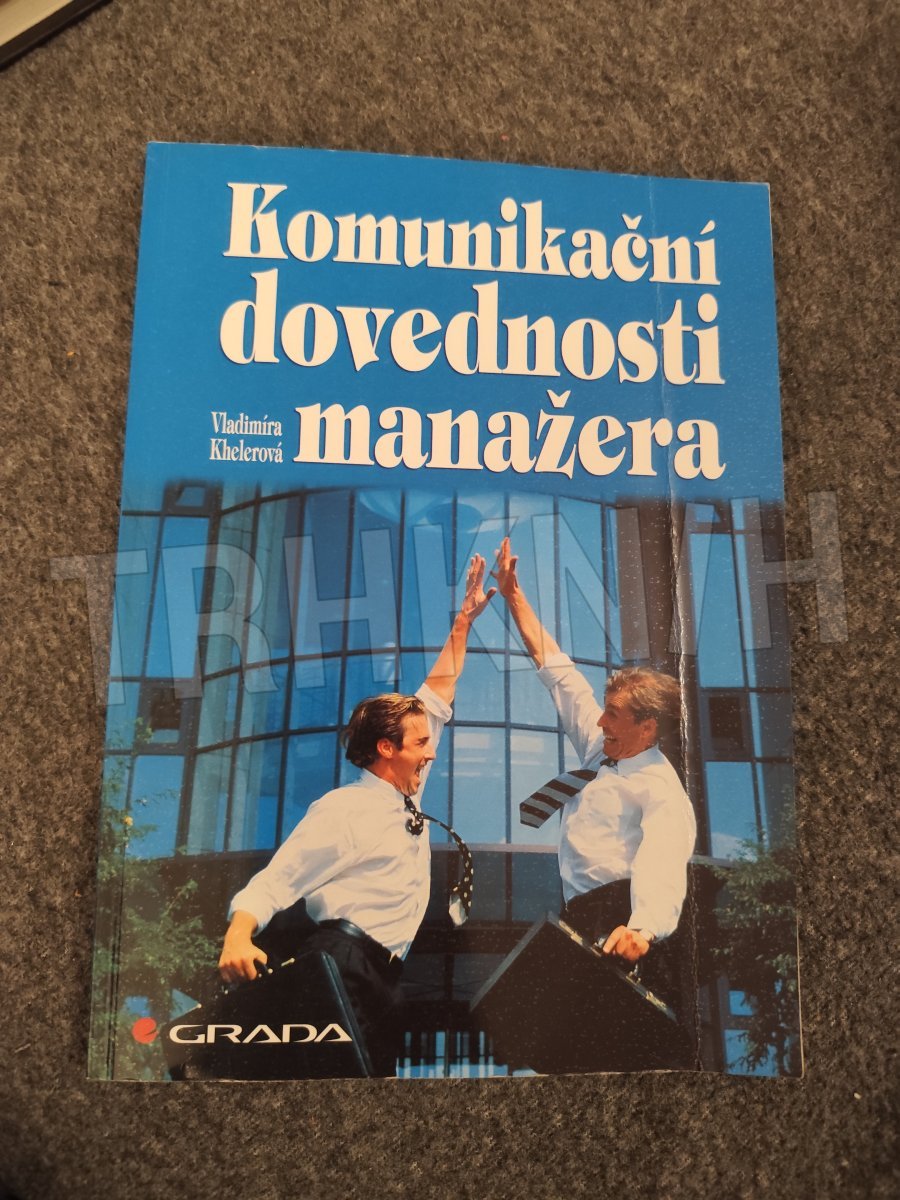 Komunikační
dovednosti
manažera
Vladimíra
Khelerová
TRHKNIH
GRADA